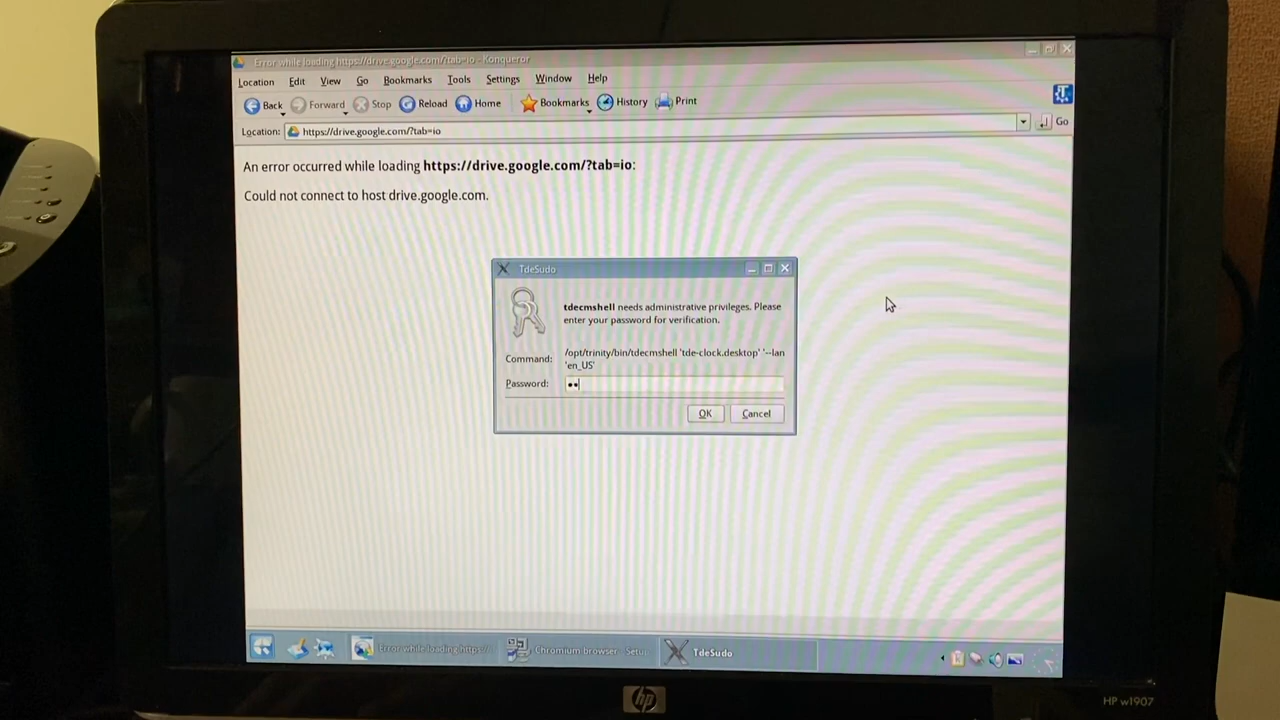 Error while loading https://drive.google.com/?tab=io - Konqueror
Location Edit View Go Bookmarks Tools Settings Window Help
Back Forward Stop Reload Home Bookmarks History Print
Location: https://drive.google.com/?tab=io Go
An error occurred while loading https://drive.google.com/?tab=io:
Could not connect to host drive.google.com.
TdeSudo
tdecmshell needs administrative privileges. Please
enter your password for verification.
Command: /opt/trinity/bin/tdecmshell 'tde-clock.desktop' '--lan
'en_US'
Password: ••
OK Cancel
Error while loading https:// Chromium browser Setu TdeSudo
hp
HP w1907